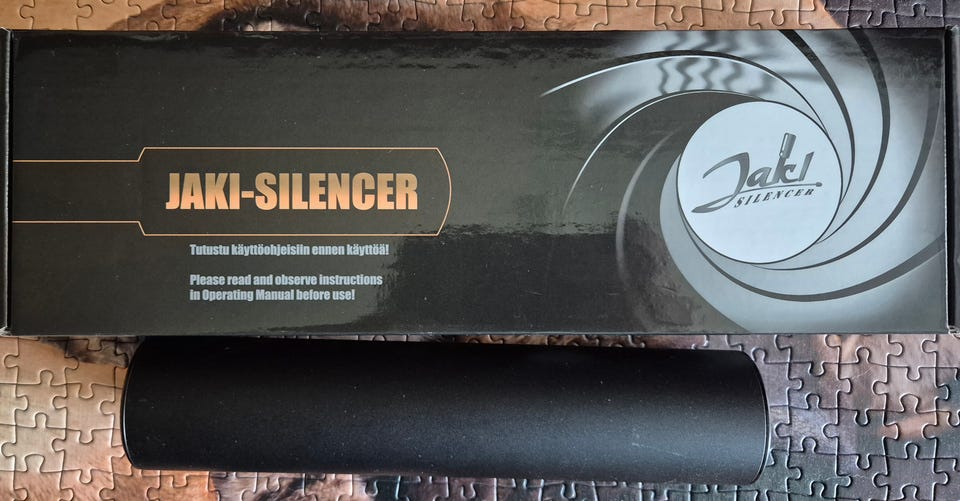 JAKI-SILENCER
Tutustu käyttöohjeisiin ennen käyttöä!
Please read and observe instructions
in Operating Manual before use!
Jaki
SILENCER